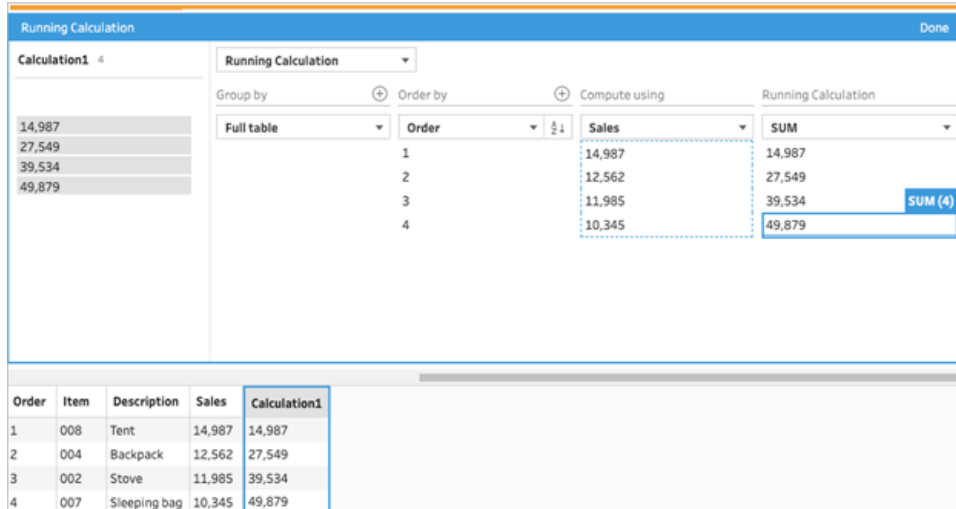 Running Calculation Done
Calculation1 4
Running Calculation
Group by Order by Compute using Running Calculation
Full table Order A Z Sales SUM
14,987
27,549
39,534
49,879
1 14,987 14,987
2 12,562 27,549
3 11,985 39,534 SUM (4)
4 10,345 49,879
Order Item Description Sales Calculation1
1 008 Tent 14,987 14,987
2 004 Backpack 12,562 27,549
3 002 Stove 11,985 39,534
4 007 Sleeping bag 10,345 49,879